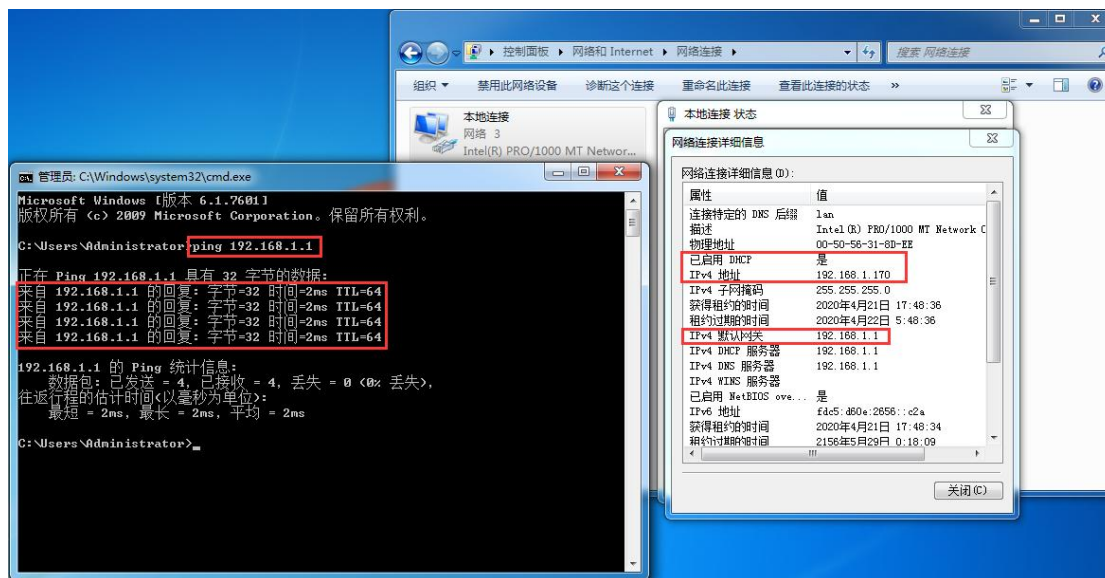 控制面板 ▸ 网络和 Internet ▸ 网络连接 ▸
搜索 网络连接
组织 ▼ 禁用此网络设备 诊断这个连接 重命名此连接 查看此连接的状态 »
本地连接
网络 3
Intel(R) PRO/1000 MT Networ...
本地连接 状态
网络连接详细信息
网络连接详细信息(D):
属性 值
连接特定的 DNS 后缀 lan
描述 Intel(R) PRO/1000 MT Network C
物理地址 00-50-56-31-8D-EE
已启用 DHCP 是
IPv4 地址 192.168.1.170
IPv4 子网掩码 255.255.255.0
获得租约的时间 2020年4月21日 17:48:36
租约过期的时间 2020年4月22日 5:48:36
IPv4 默认网关 192.168.1.1
IPv4 DHCP 服务器 192.168.1.1
IPv4 DNS 服务器 192.168.1.1
IPv4 WINS 服务器
已启用 NetBIOS ove... 是
IPv6 地址 fdc5:d60e:2656::c2a
获得租约的时间 2020年4月21日 17:48:34
租约过期的时间 2156年5月29日 0:18:09
关闭(C)
管理员: C:\Windows\system32\cmd.exe
Microsoft Windows [版本 6.1.7601]
版权所有 (c) 2009 Microsoft Corporation。保留所有权利。
C:\Users\Administrator>ping 192.168.1.1
正在 Ping 192.168.1.1 具有 32 字节的数据:
来自 192.168.1.1 的回复: 字节=32 时间=2ms TTL=64
来自 192.168.1.1 的回复: 字节=32 时间=2ms TTL=64
来自 192.168.1.1 的回复: 字节=32 时间=2ms TTL=64
来自 192.168.1.1 的回复: 字节=32 时间=2ms TTL=64
192.168.1.1 的 Ping 统计信息:
数据包: 已发送 = 4, 已接收 = 4, 丢失 = 0 (0% 丢失),
往返行程的估计时间(以毫秒为单位):
最短 = 2ms, 最长 = 2ms, 平均 = 2ms
C:\Users\Administrator>_